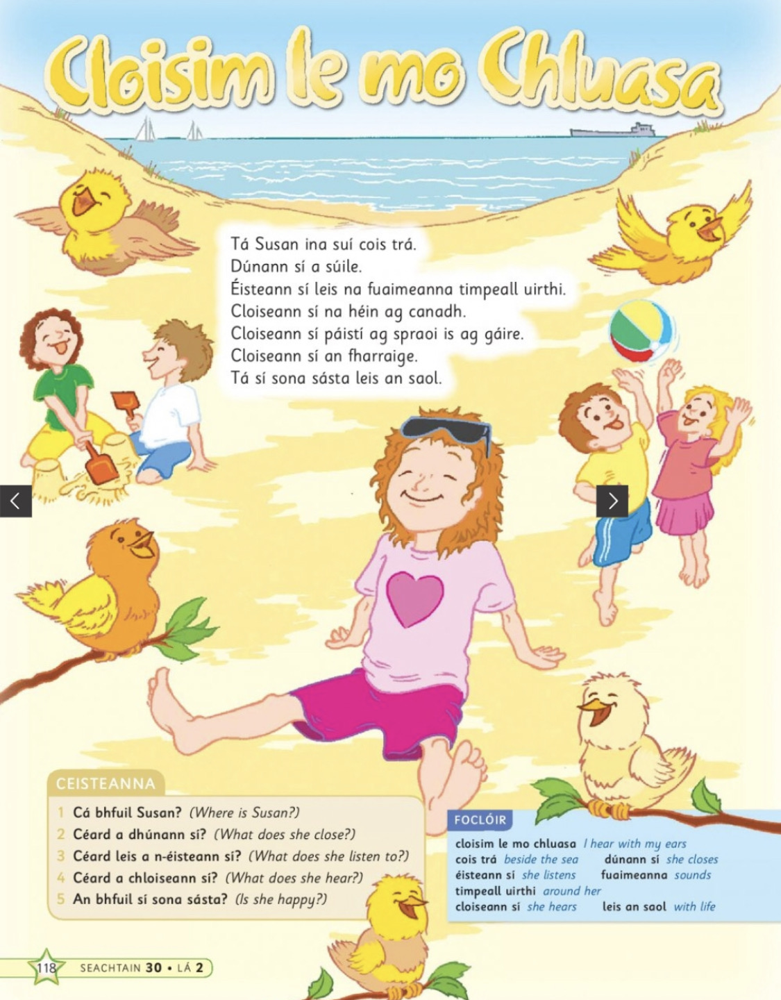 Cloisim le mo Chluasa
Tá Susan ina suí cois trá.
Dúnann sí a súile.
Éisteann sí leis na fuaimeanna timpeall uirthi.
Cloiseann sí na héin ag canadh.
Cloiseann sí páistí ag spraoi is ag gáire.
Cloiseann sí an fharraige.
Tá sí sona sásta leis an saol.
CEISTEANNA
1 Cá bhfuil Susan? (Where is Susan?)
2 Céard a dhúnann sí? (What does she close?)
3 Céard leis a n-éisteann sí? (What does she listen to?)
4 Céard a chloiseann sí? (What does she hear?)
5 An bhfuil sí sona sásta? (Is she happy?)
FOCLÓIR
cloisim le mo chluasa I hear with my ears
cois trá beside the sea dúnann sí she closes
éisteann sí she listens fuaimeanna sounds
timpeall uirthi around her
cloiseann sí she hears leis an saol with life
118 SEACHTAIN 30 • LÁ 2